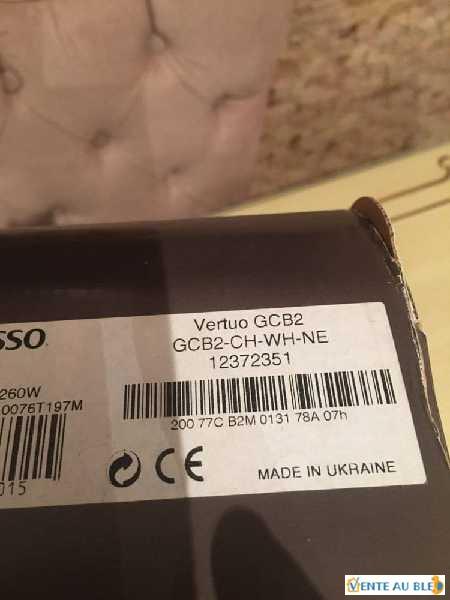 SSO
260W
0076T197M
015
Vertuo GCB2
GCB2-CH-WH-NE
12372351
200 77C B2M 0131 78A 07h
CE
MADE IN UKRAINE
VENTE AU BLED